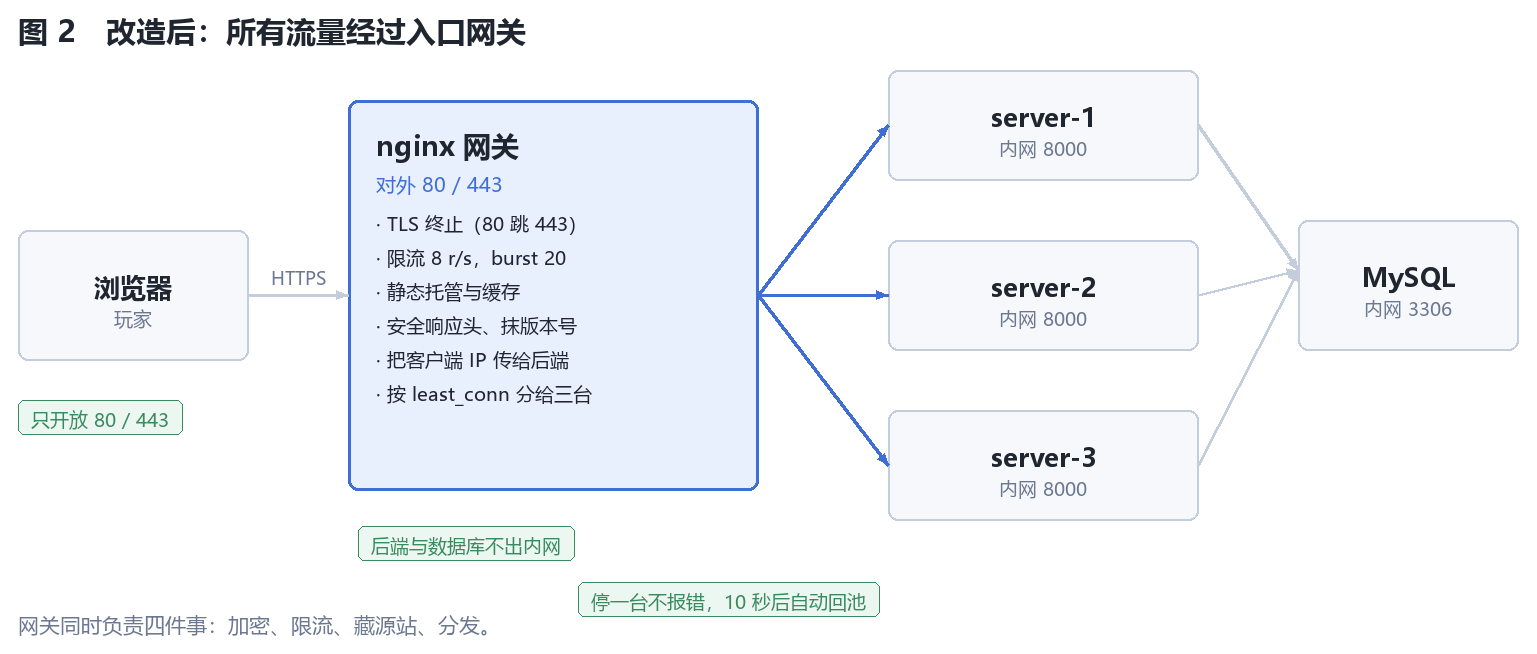 图 2 改造后：所有流量经过入口网关
浏览器
玩家
HTTPS
只开放 80 / 443
nginx 网关
对外 80 / 443
· TLS 终止（80 跳 443）
· 限流 8 r/s，burst 20
· 静态托管与缓存
· 安全响应头、抹版本号
· 把客户端 IP 传给后端
· 按 least_conn 分给三台
server-1
内网 8000
server-2
内网 8000
server-3
内网 8000
MySQL
内网 3306
后端与数据库不出内网
停一台不报错，10 秒后自动回池
网关同时负责四件事：加密、限流、藏源站、分发。